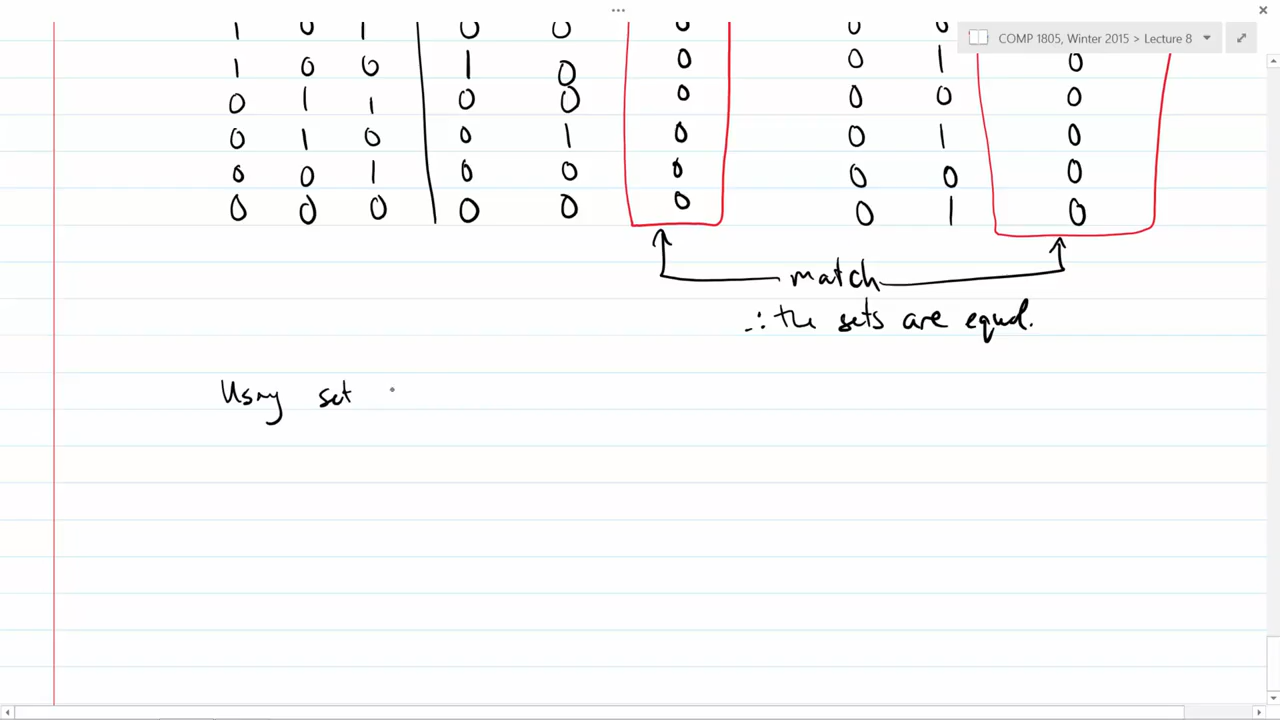 COMP 1805, Winter 2015 > Lecture 8
1 0 1 0 0 0 0 0
1 0 0 1 0 0 0 1 0
0 1 1 0 0 0 0 0 0
0 1 0 0 1 0 0 1 0
0 0 1 0 0 0 0 0 0
0 0 0 0 0 0 0 1 0
match
∴ the sets are equal.
Using set